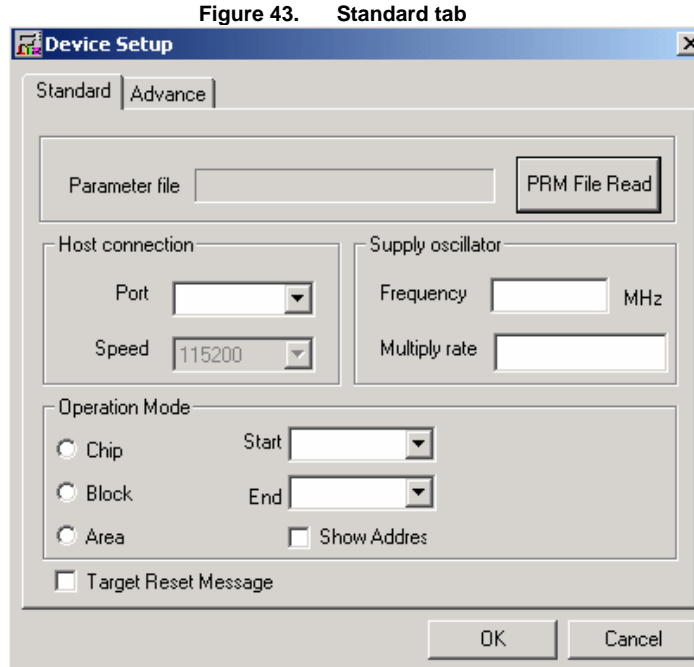 Figure 43. Standard tab
Device Setup
Standard Advance
Parameter file PRM File Read
Host connection
Port
Speed 115200
Supply oscillator
Frequency MHz
Multiply rate
Operation Mode
Chip Start
Block End
Area Show Addres
Target Reset Message
OK Cancel